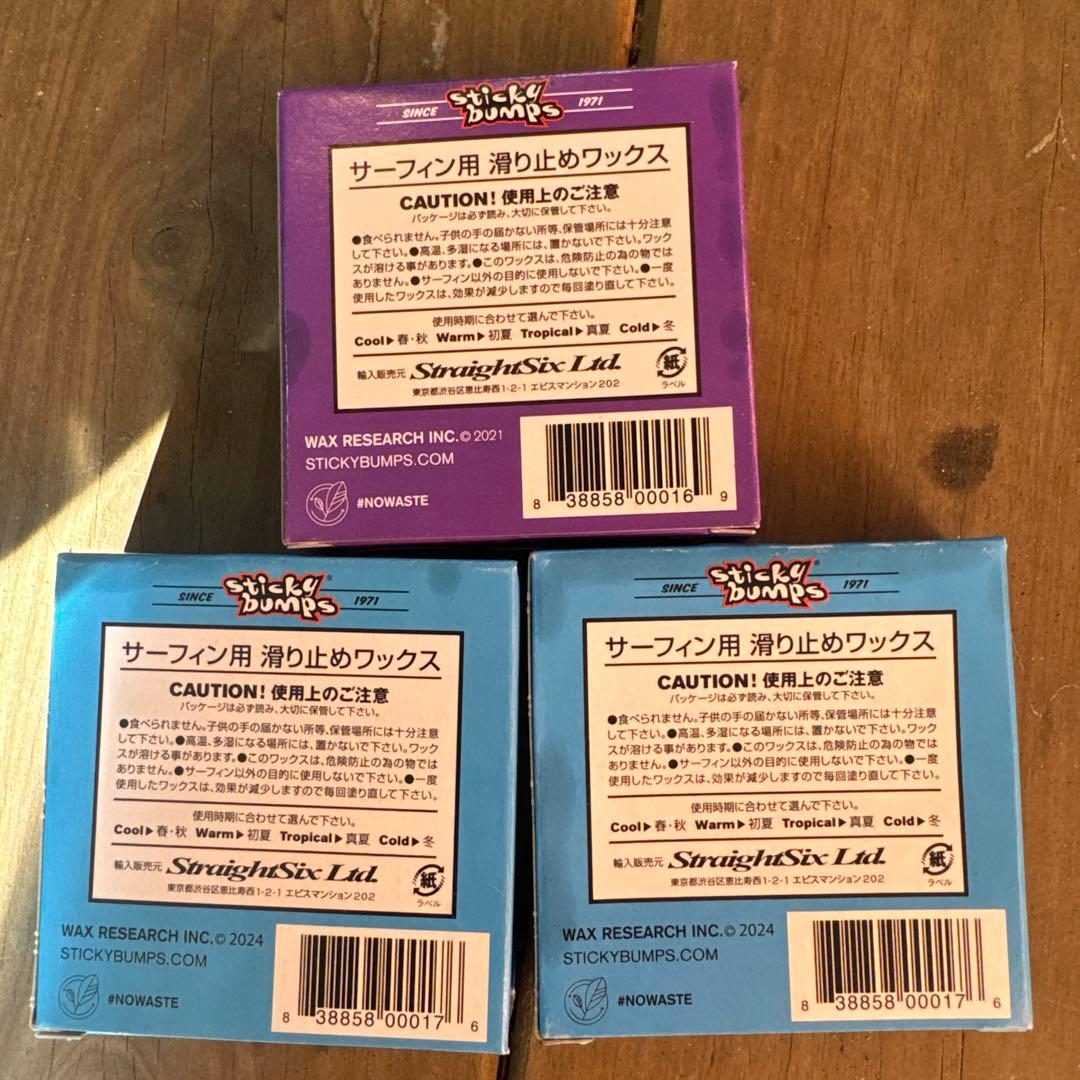 SINCE sticky bumps 1971
サーフィン用 滑り止めワックス
CAUTION! 使用上のご注意
パッケージは必ず読み、大切に保管して下さい。
●食べられません。子供の手の届かない所等、保管場所には十分注意
して下さい。●高温、多湿になる場所には、置かないで下さい。ワック
スが溶ける事があります。●このワックスは、危険防止の為の物では
ありません。●サーフィン以外の目的に使用しないで下さい。●一度
使用したワックスは、効果が減少しますので毎回塗り直して下さい。
使用時期に合わせて選んで下さい。
Cool▶春・秋 Warm▶初夏 Tropical▶真夏 Cold▶冬
輸入販売元 StraightSix Ltd. 紙
東京都渋谷区恵比寿西1-2-1 エビスマンション202 ラベル
WAX RESEARCH INC.© 2021
STICKYBUMPS.COM
#NOWASTE
8 38858 00016 9
SINCE sticky bumps® 1971
サーフィン用 滑り止めワックス
CAUTION! 使用上のご注意
パッケージは必ず読み、大切に保管して下さい。
●食べられません。子供の手の届かない所等、保管場所には十分注意
して下さい。●高温、多湿になる場所には、置かないで下さい。ワック
スが溶ける事があります。●このワックスは、危険防止の為の物では
ありません。●サーフィン以外の目的に使用しないで下さい。●一度
使用したワックスは、効果が減少しますので毎回塗り直して下さい。
使用時期に合わせて選んで下さい。
Cool▶春・秋 Warm▶初夏 Tropical▶真夏 Cold▶冬
輸入販売元 StraightSix Ltd. 紙
東京都渋谷区恵比寿西1-2-1 エビスマンション202 ラベル
WAX RESEARCH INC.© 2024
STICKYBUMPS.COM
#NOWASTE
8 38858 00017 6
SINCE sticky bumps® 1971
サーフィン用 滑り止めワックス
CAUTION! 使用上のご注意
パッケージは必ず読み、大切に保管して下さい。
●食べられません。子供の手の届かない所等、保管場所には十分注意
して下さい。●高温、多湿になる場所には、置かないで下さい。ワック
スが溶ける事があります。●このワックスは、危険防止の為の物では
ありません。●サーフィン以外の目的に使用しないで下さい。●一度
使用したワックスは、効果が減少しますので毎回塗り直して下さい。
使用時期に合わせて選んで下さい。
Cool▶春・秋 Warm▶初夏 Tropical▶真夏 Cold▶冬
輸入販売元 StraightSix Ltd. 紙
東京都渋谷区恵比寿西1-2-1 エビスマンション202 ラベル
WAX RESEARCH INC.© 2024
STICKYBUMPS.COM
#NOWASTE
8 38858 00017 6